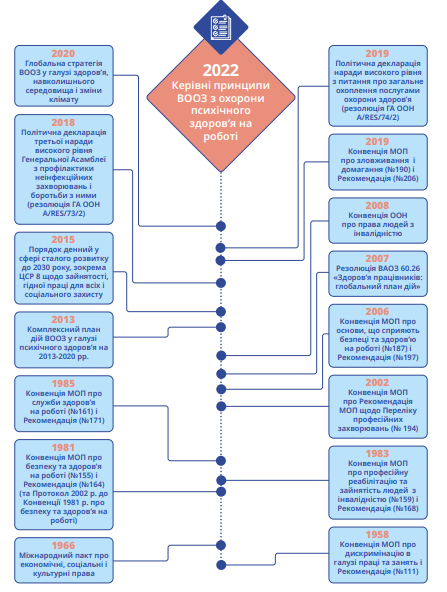 2022
Керівні принципи
ВООЗ з охорони
психічного
здоров'я на
роботі
2020
Глобальна стратегія
ВООЗ у галузі здоров'я,
навколишнього
середовища і зміни
клімату
2018
Політична декларація
третьої наради
високого рівня
Генеральної Асамблеї
з профілактики
неінфекційних
захворювань і
боротьби з ними
(резолюція ГА ООН
A/RES/73/2)
2015
Порядок денний у
сфері сталого розвитку
до 2030 року, зокрема
ЦСР 8 щодо зайнятості,
гідної праці для всіх і
соціального захисту
2013
Комплексний план
дій ВООЗ у галузі
психічного здоров'я на
2013-2020 рр.
1985
Конвенція МОП про
служби здоров'я
на роботі (№161) і
Рекомендація (№171)
1981
Конвенція МОП про
безпеку та здоров'я
на роботі (№155) і
Рекомендація (№164)
(та Протокол 2002 р. до
Конвенції 1981 р. про
безпеку та здоров'я на
роботі)
1966
Міжнародний пакт про
економічні, соціальні і
культурні права
2019
Політична декларація
наради високого рівня
з питання про загальне
охоплення послугами
охорони здоров'я
(резолюція ГА ООН
A/RES/74/2)
2019
Конвенція МОП
про зловживання і
домагання (№190) і
Рекомендація (№206)
2008
Конвенція ООН
про права людей з
інвалідністю
2007
Резолюція ВАОЗ 60.26
«Здоров'я працівників:
глобальний план дій»
2006
Конвенція МОП про
основи, що сприяють
безпеці та здоров'ю
на роботі (№187) і
Рекомендація (№197)
2002
Конвенція МОП
про Рекомендація
МОП щодо Переліку
професійних
захворювань (№ 194)
1983
Конвенція МОП
про професійну
реабілітацію та
зайнятість людей з
інвалідністю (№159) і
Рекомендація (№168)
1958
Конвенція МОП про
дискримінацію в
галузі праці та занять і
Рекомендація (№111)